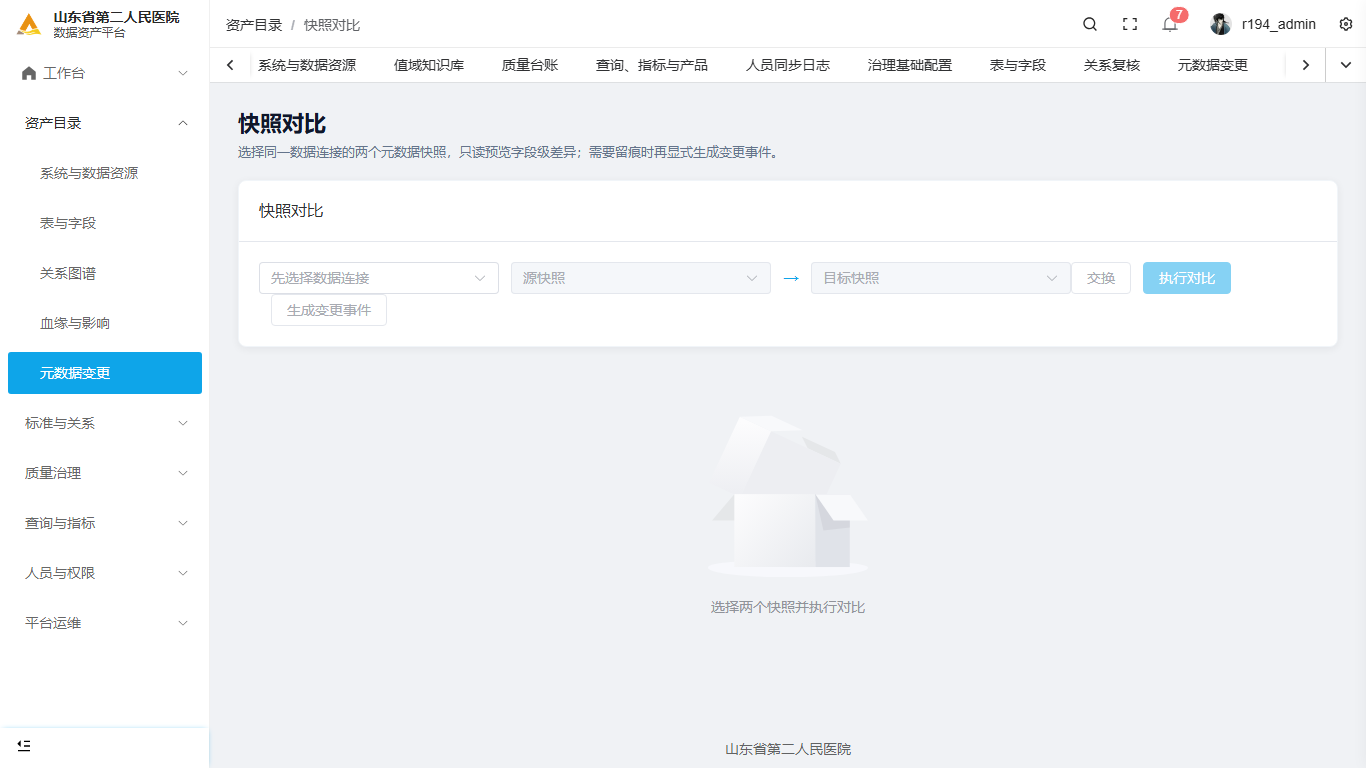 山东省第二人民医院
数据资产平台
资产目录 / 快照对比
7
r194_admin
系统与数据资源 值域知识库 质量台账 查询、指标与产品 人员同步日志 治理基础配置 表与字段 关系复核 元数据变更
工作台
资产目录
系统与数据资源
表与字段
关系图谱
血缘与影响
元数据变更
标准与关系
质量治理
查询与指标
人员与权限
平台运维
快照对比
选择同一数据连接的两个元数据快照，只读预览字段级差异；需要留痕时再显式生成变更事件。
快照对比
先选择数据连接 源快照 → 目标快照 交换 执行对比
生成变更事件
选择两个快照并执行对比
山东省第二人民医院